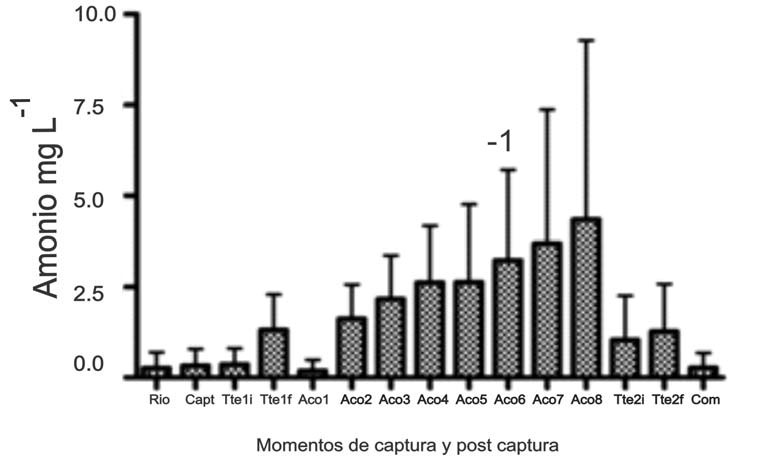 10.0
7.5
5.0
2.5
0.0
Amonio mg L-1
-1
Rio Capt Tte1i Tte1f Aco1 Aco2 Aco3 Aco4 Aco5 Aco6 Aco7 Aco8 Tte2i Tte2f Com
Momentos de captura y post captura